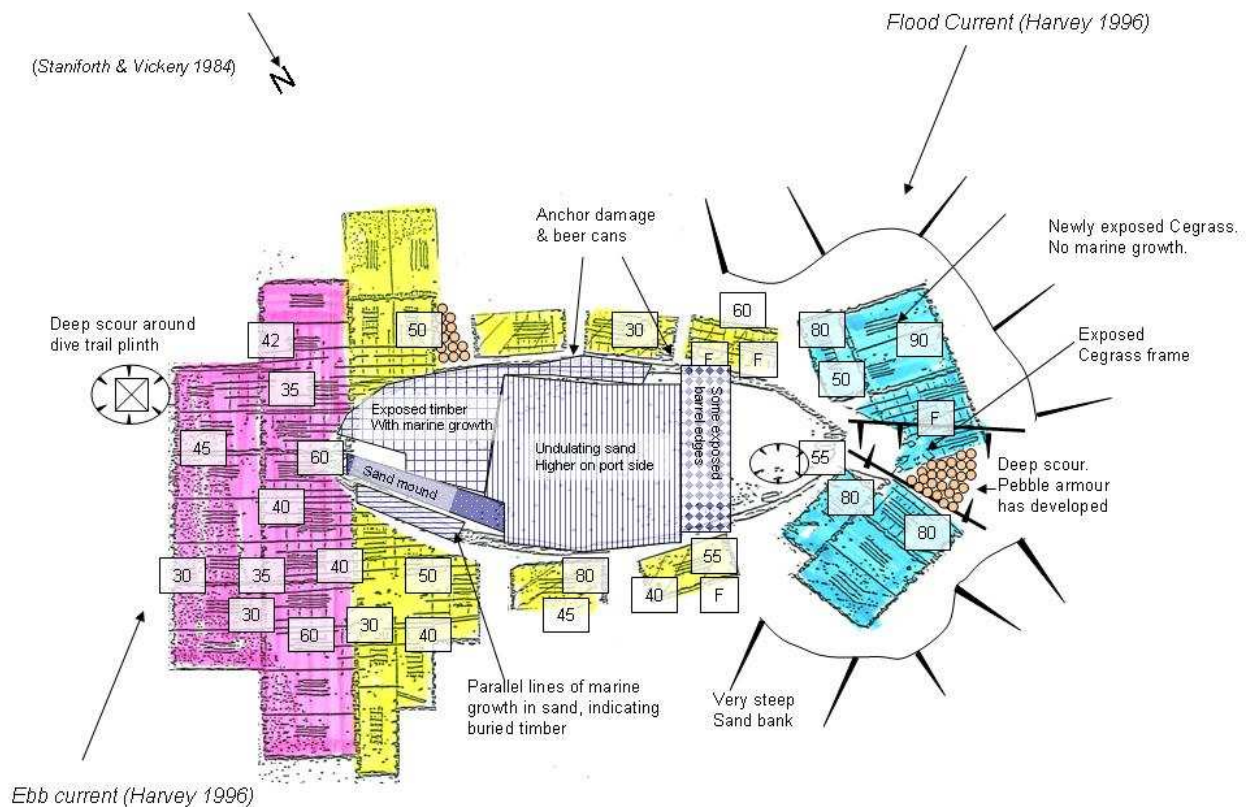 Flood Current (Harvey 1996)
(Staniforth & Vickery 1984)
N
Anchor damage
& beer cans
Newly exposed Cegrass.
No marine growth.
Deep scour around
dive trail plinth
Exposed
Cegrass frame
42
50
30
60
80
90
35
F
F
50
F
45
60
Exposed timber
With marine growth
Undulating sand
Higher on port side
Some exposed
barrel edges
55
Sand mound
80
Deep scour.
Pebble armour
has developed
40
80
30
35
40
50
80
55
30
60
30
40
45
40
F
Parallel lines of marine
growth in sand, indicating
buried timber
Very steep
Sand bank
Ebb current (Harvey 1996)